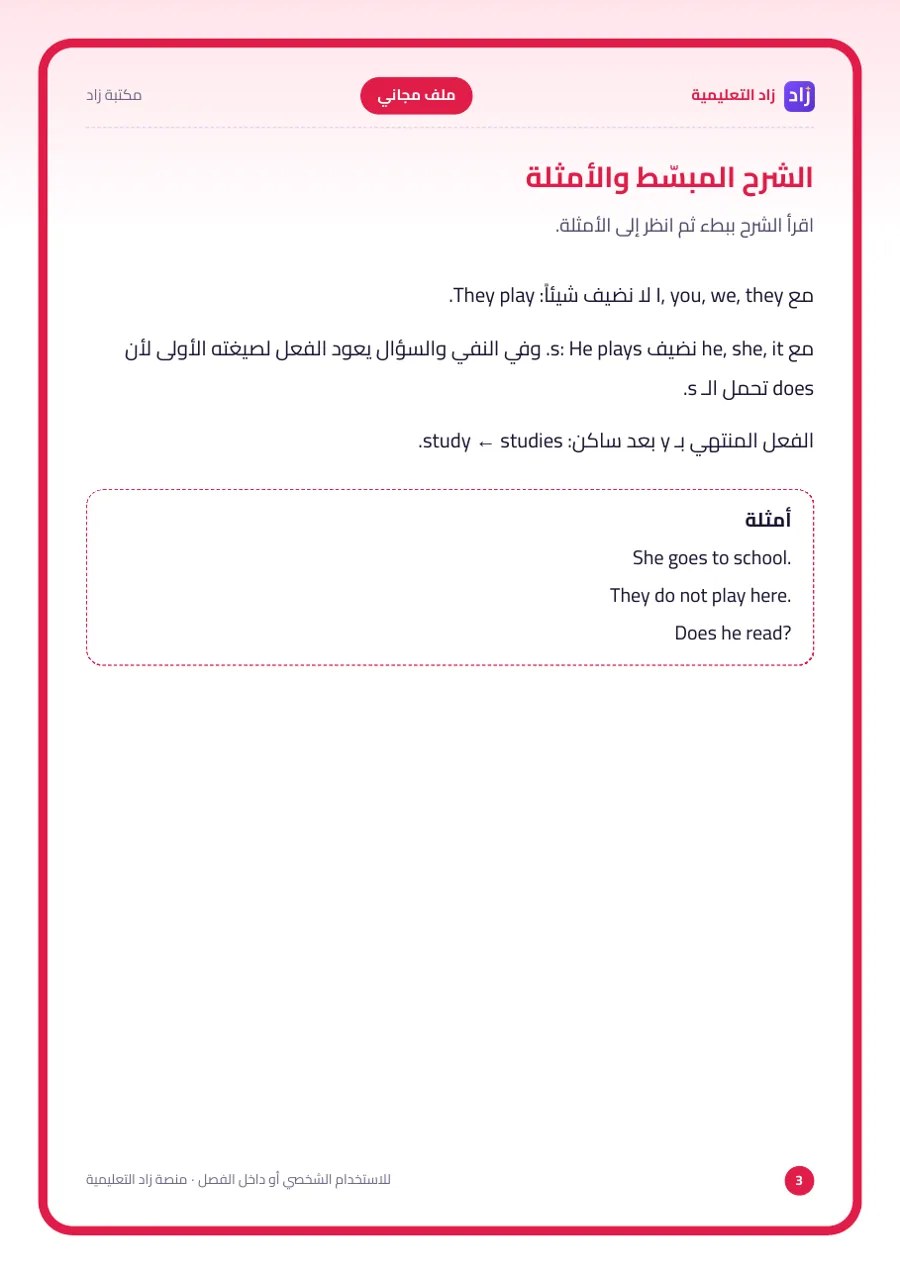 زاد زاد التعليمية
ملف مجاني
مكتبة زاد
الشرح المبسّط والأمثلة
اقرأ الشرح ببطء ثم انظر إلى الأمثلة.
مع I, you, we, they لا نضيف شيئاً: They play.
مع he, she, it نضيف s: He plays. وفي النفي والسؤال يعود الفعل لصيغته الأولى لأن
does تحمل الـ s.
الفعل المنتهي بـ y بعد ساكن: study ← studies.
أمثلة
She goes to school.
They do not play here.
Does he read?
3
للاستخدام الشخصي أو داخل الفصل · منصة زاد التعليمية